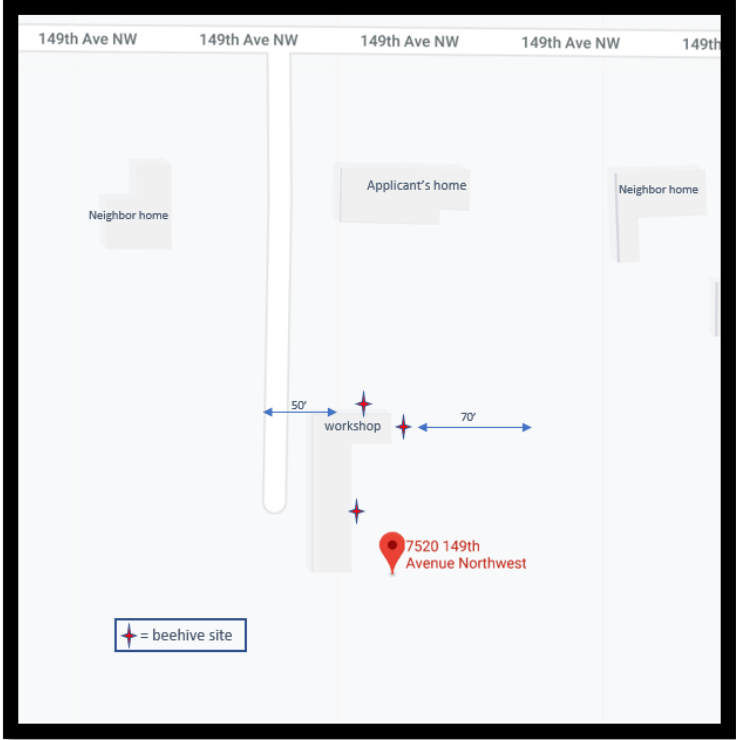 149th Ave NW 149th Ave NW 149th Ave NW 149th Ave NW 149th
Applicant's home
Neighbor home
Neighbor home
50'
workshop
70'
7520 149th
Avenue Northwest
= beehive site